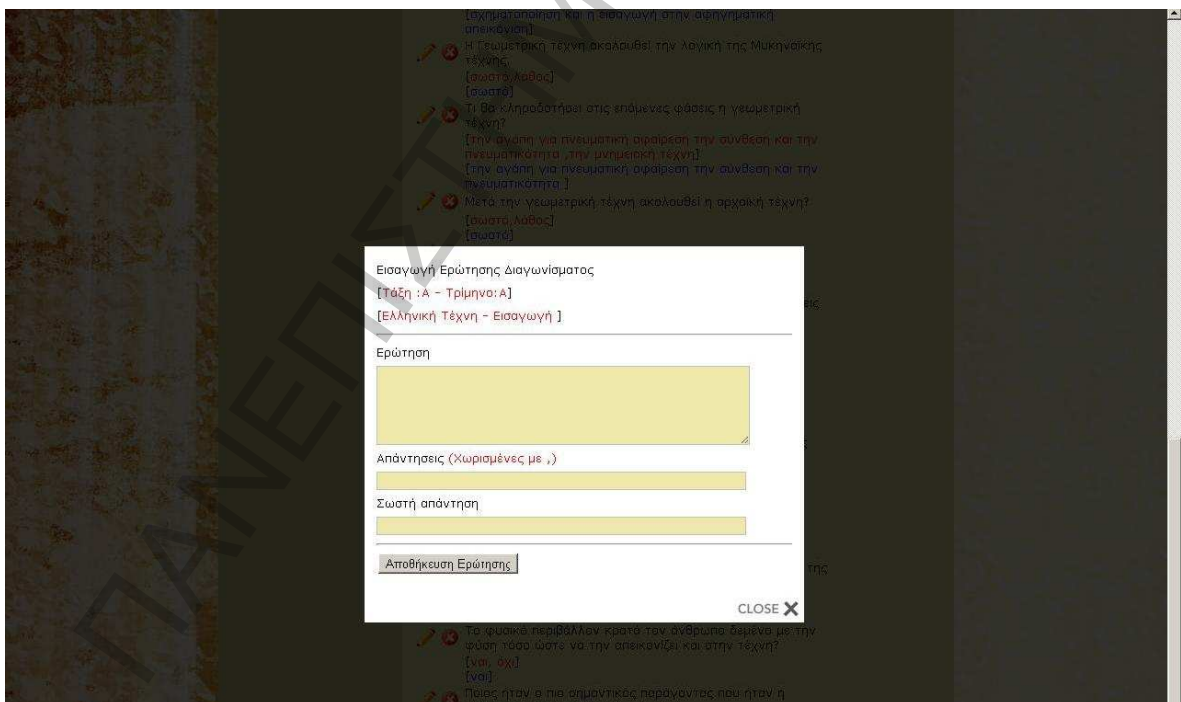 [σχηματοποίηση και η εισαγωγή στην αφηγηματική
απεικόνιση]
Η Γεωμετρική τέχνη ακολουθεί την λογική της Μυκηναϊκής
τέχνης.
[σωστό,λάθος]
[σωστό]
Τι θα κληροδοτήσει στις επόμενες φάσεις η γεωμετρική
τέχνη?
[την αγάπη για πνευματική αφαίρεση την σύνθεση και την
πνευματικότητα ,την μνημειακή τέχνη]
[την αγάπη για πνευματική αφαίρεση την σύνθεση και την
πνευματικότητα ]
Μετά την γεωμετρική τέχνη ακολουθεί η αρχαική τέχνη?
[σωστό,λάθος]
[σωστό]
Εισαγωγή Ερώτησης Διαγωνίσματος
[Τάξη :Α - Τρίμηνο:Α]
[Ελληνική Τέχνη - Εισαγωγή ]
Ερώτηση
Απάντησεις (Χωρισμένες με ,)
Σωστή απάντηση
Αποθήκευση Ερώτησης
της
CLOSE X
Το φυσικό περιβάλλον κρατά τον άνθρωπο δεμένο με την
φύση τόσο ώστε να την απεικονίζει και στην τέχνη?
[ναι, όχι]
[ναι]
Ποιος ήταν ο πιο σημαντικός παράγοντας που ήταν η